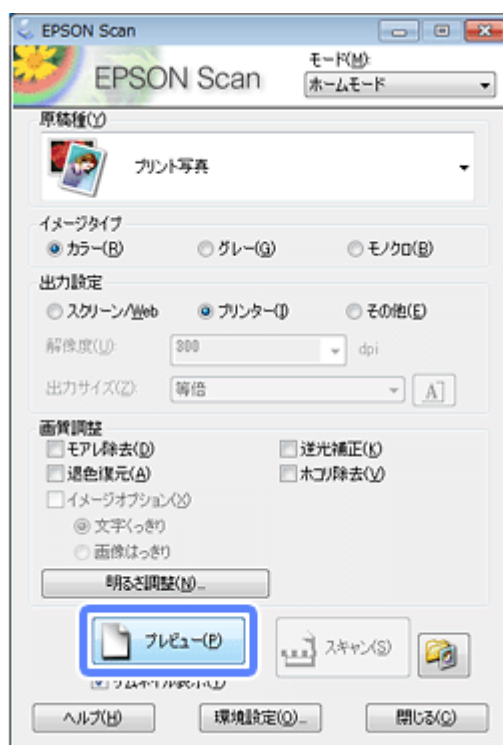 EPSON Scan
EPSON Scan
モード(M):
ホームモード
原稿種(Y)
プリント写真
イメージタイプ
カラー(R) グレー(G) モノクロ(B)
出力設定
スクリーン/Web プリンター(I) その他(E)
解像度(U): 300 dpi
出力サイズ(Z): 等倍 A
画質調整
モアレ除去(D) 逆光補正(K)
退色復元(A) ホコリ除去(V)
イメージオプション(X)
文字くっきり
画像はっきり
明るさ調整(N)...
プレビュー(P) スキャン(S)
サムネイル表示(T)
ヘルプ(H) 環境設定(O)... 閉じる(C)